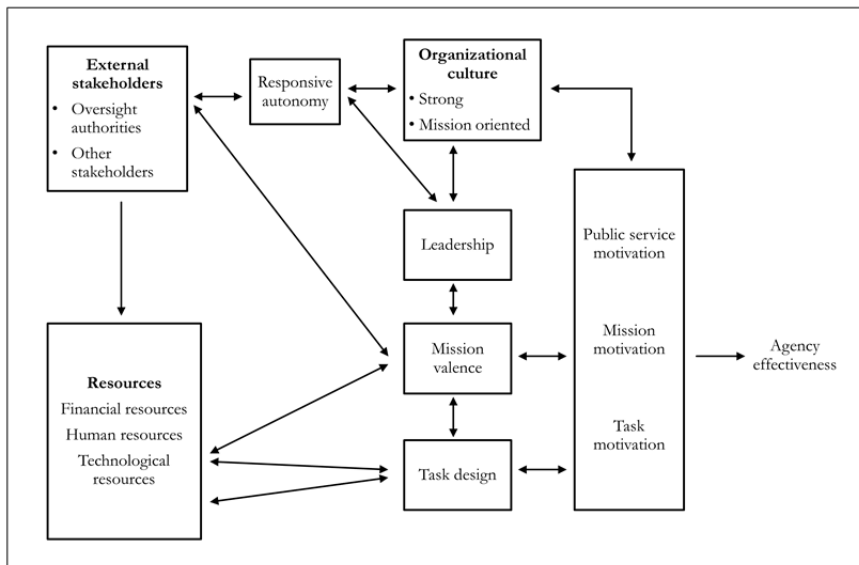 External
stakeholders
• Oversight
authorities
• Other
stakeholders
Responsive
autonomy
Organizational
culture
• Strong
• Mission oriented
Leadership
Public service
motivation
Mission
motivation
Task
motivation
Agency
effectiveness
Mission
valence
Resources
Financial resources
Human resources
Technological
resources
Task design